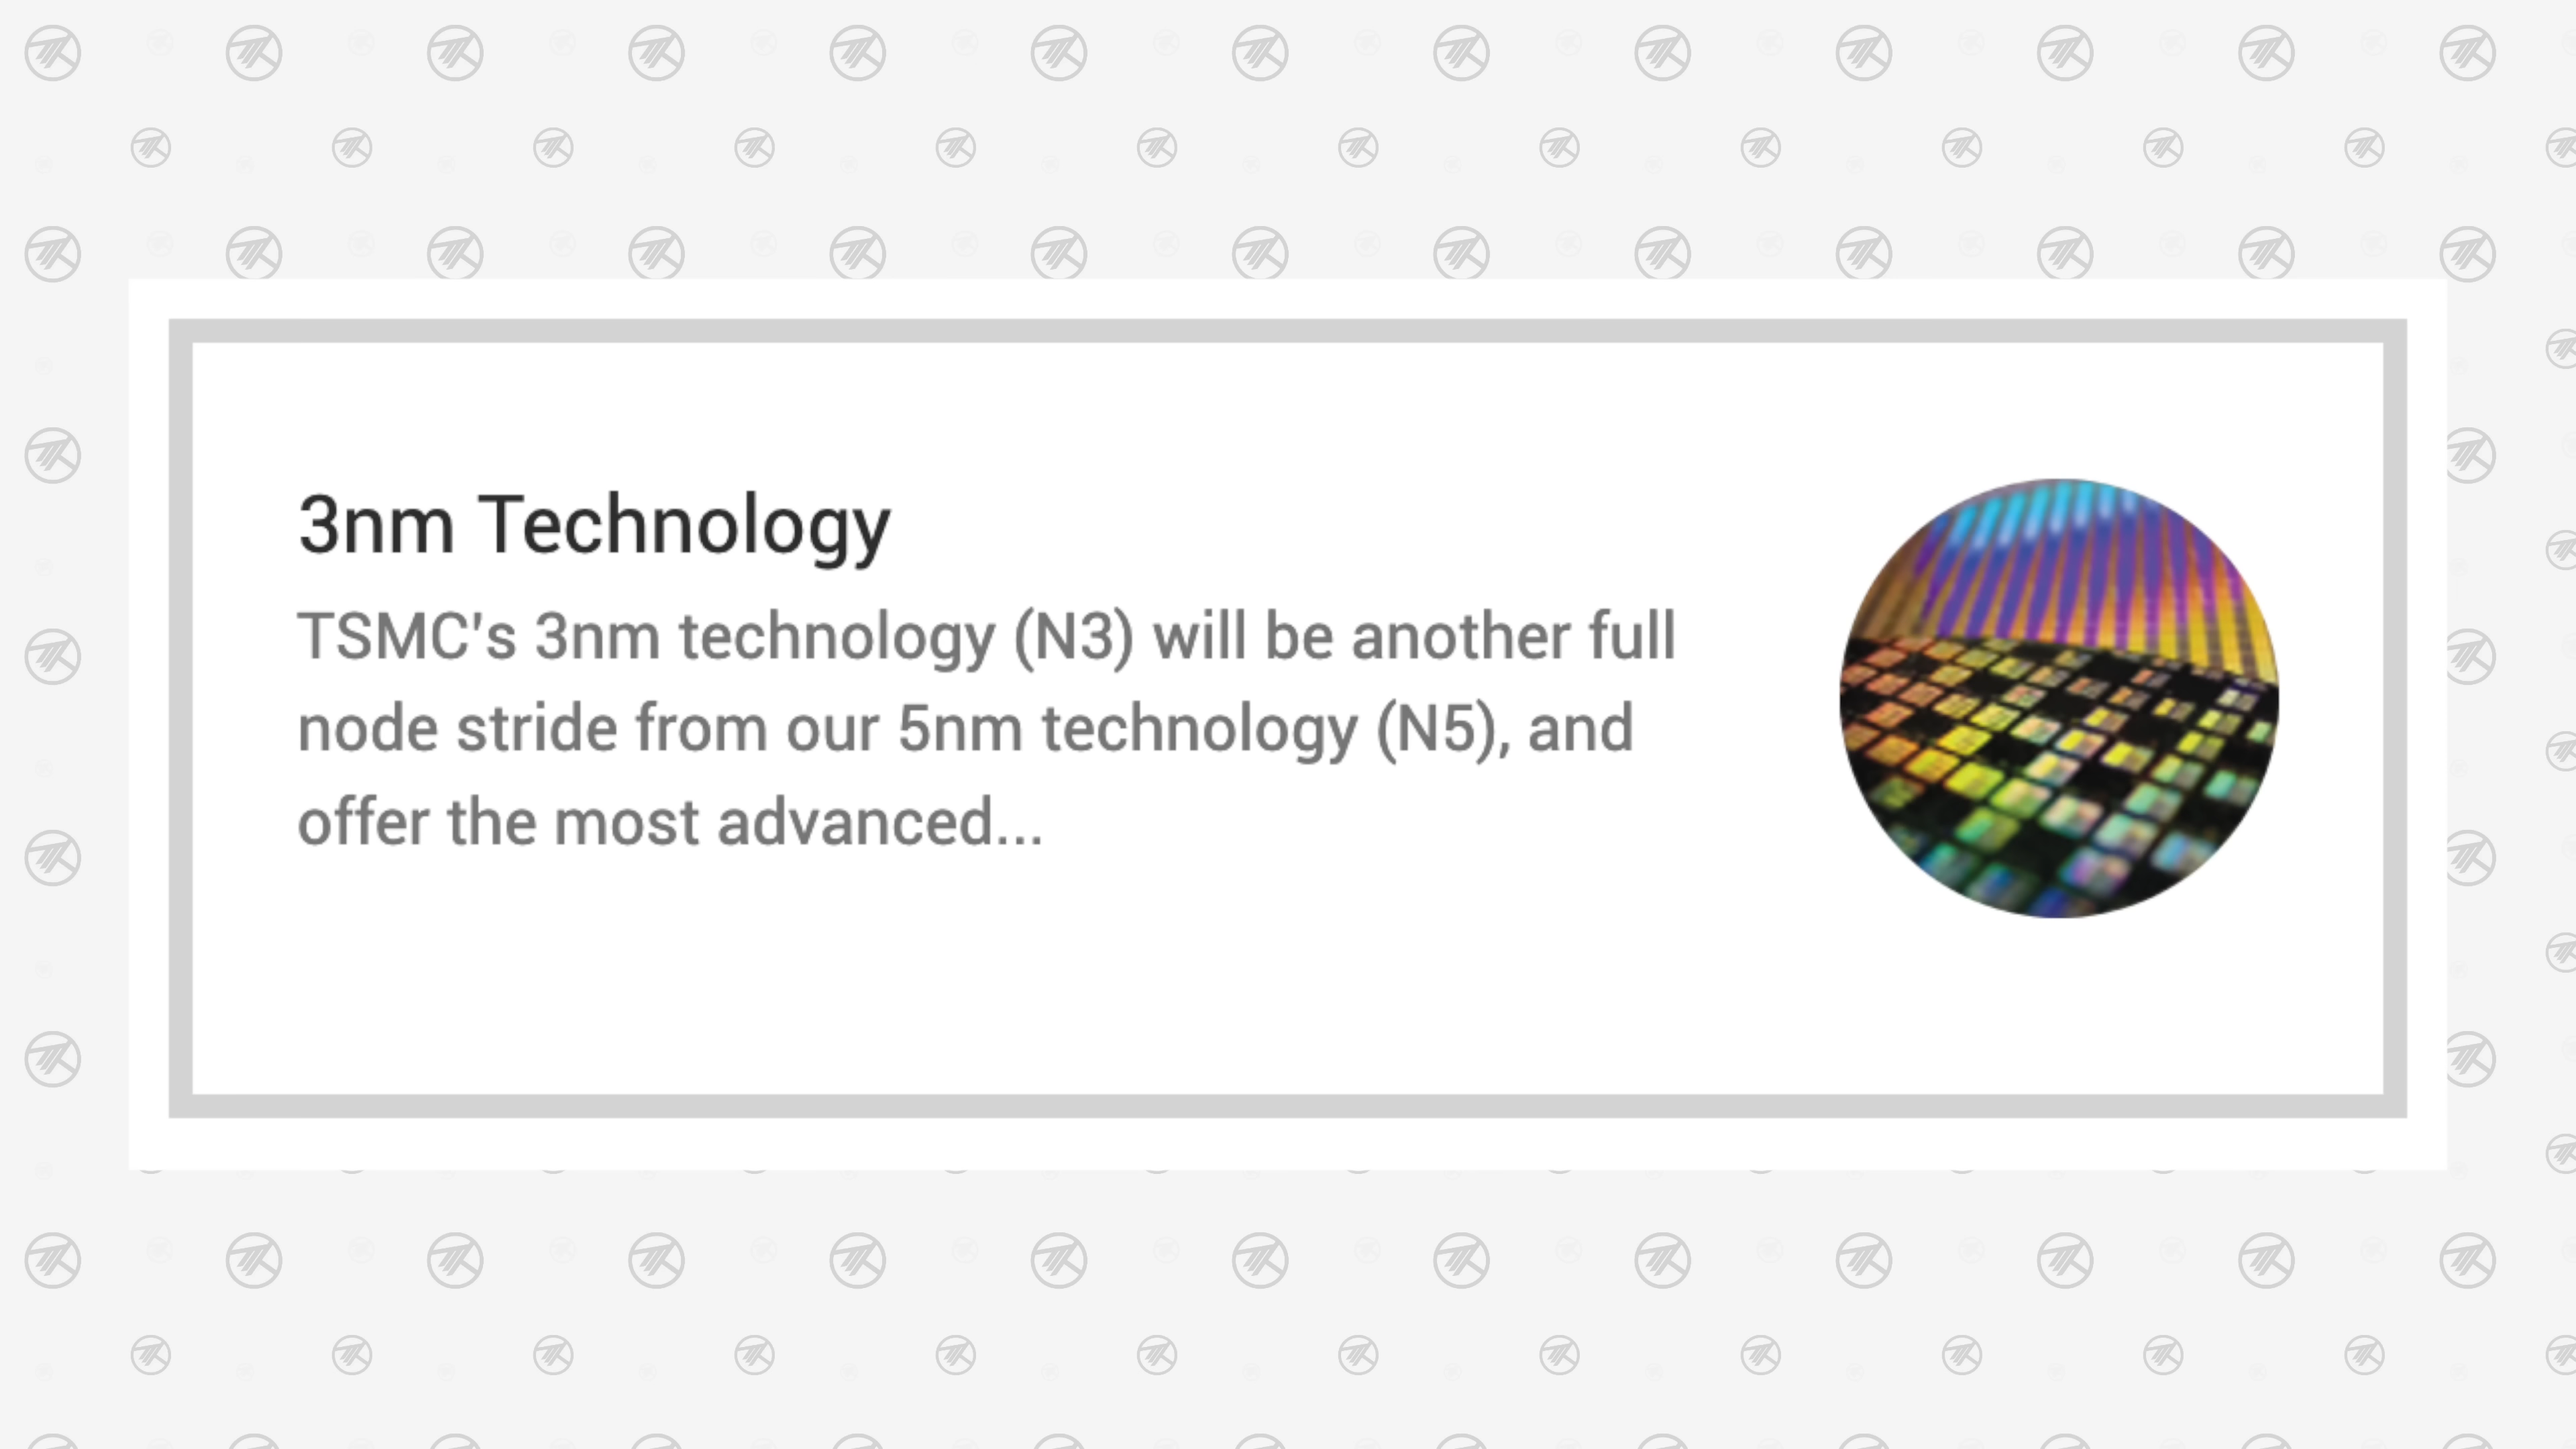 3nm Technology
TSMC's 3nm technology (N3) will be another full
node stride from our 5nm technology (N5), and
offer the most advanced...